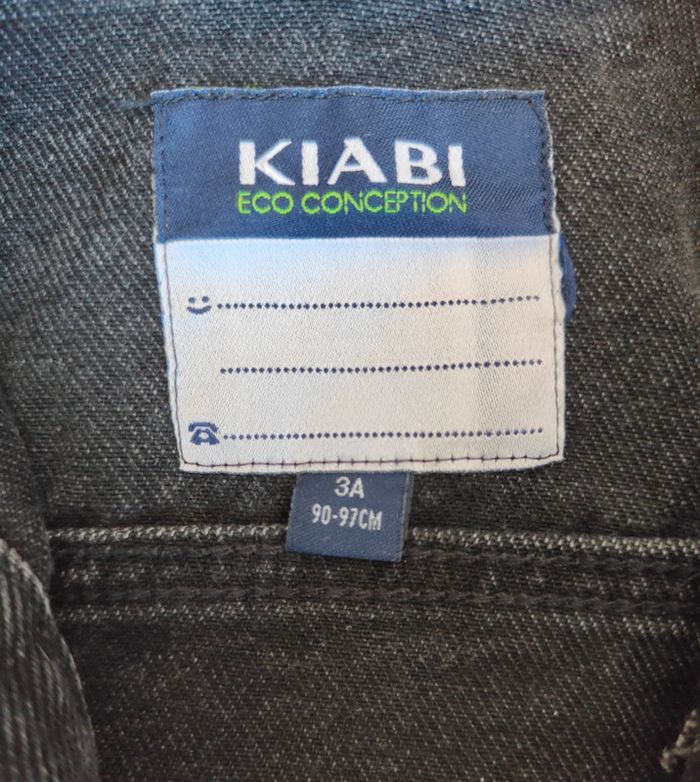 KIABI
ECO CONCEPTION
3A
90-97CM